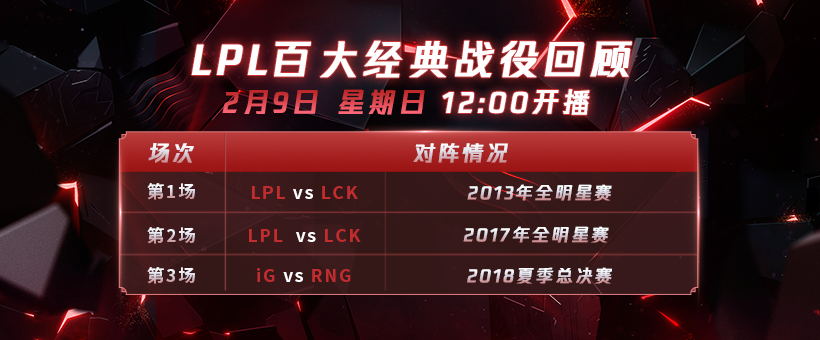 LPL百大经典战役回顾
2月9日 星期日 12:00开播
场次 对阵情况
第1场 LPL vs LCK 2013年全明星赛
第2场 LPL vs LCK 2017年全明星赛
第3场 iG vs RNG 2018夏季总决赛